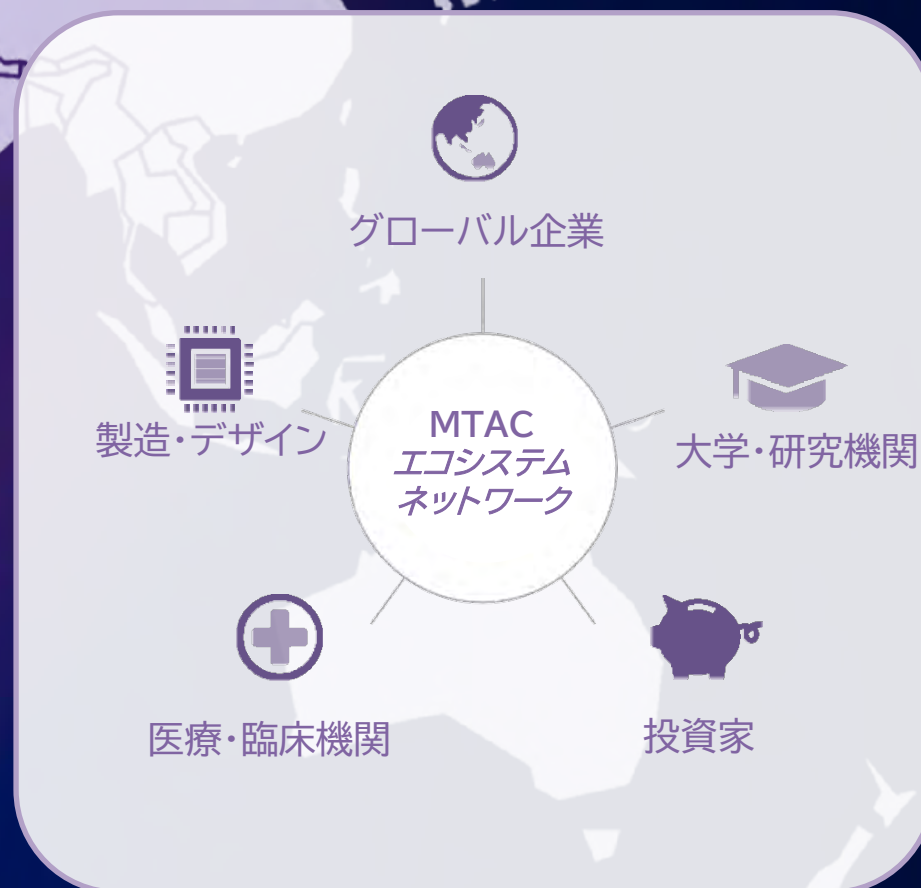 グローバル企業
製造・デザイン
MTAC
エコシステム
ネットワーク
大学・研究機関
医療・臨床機関
投資家